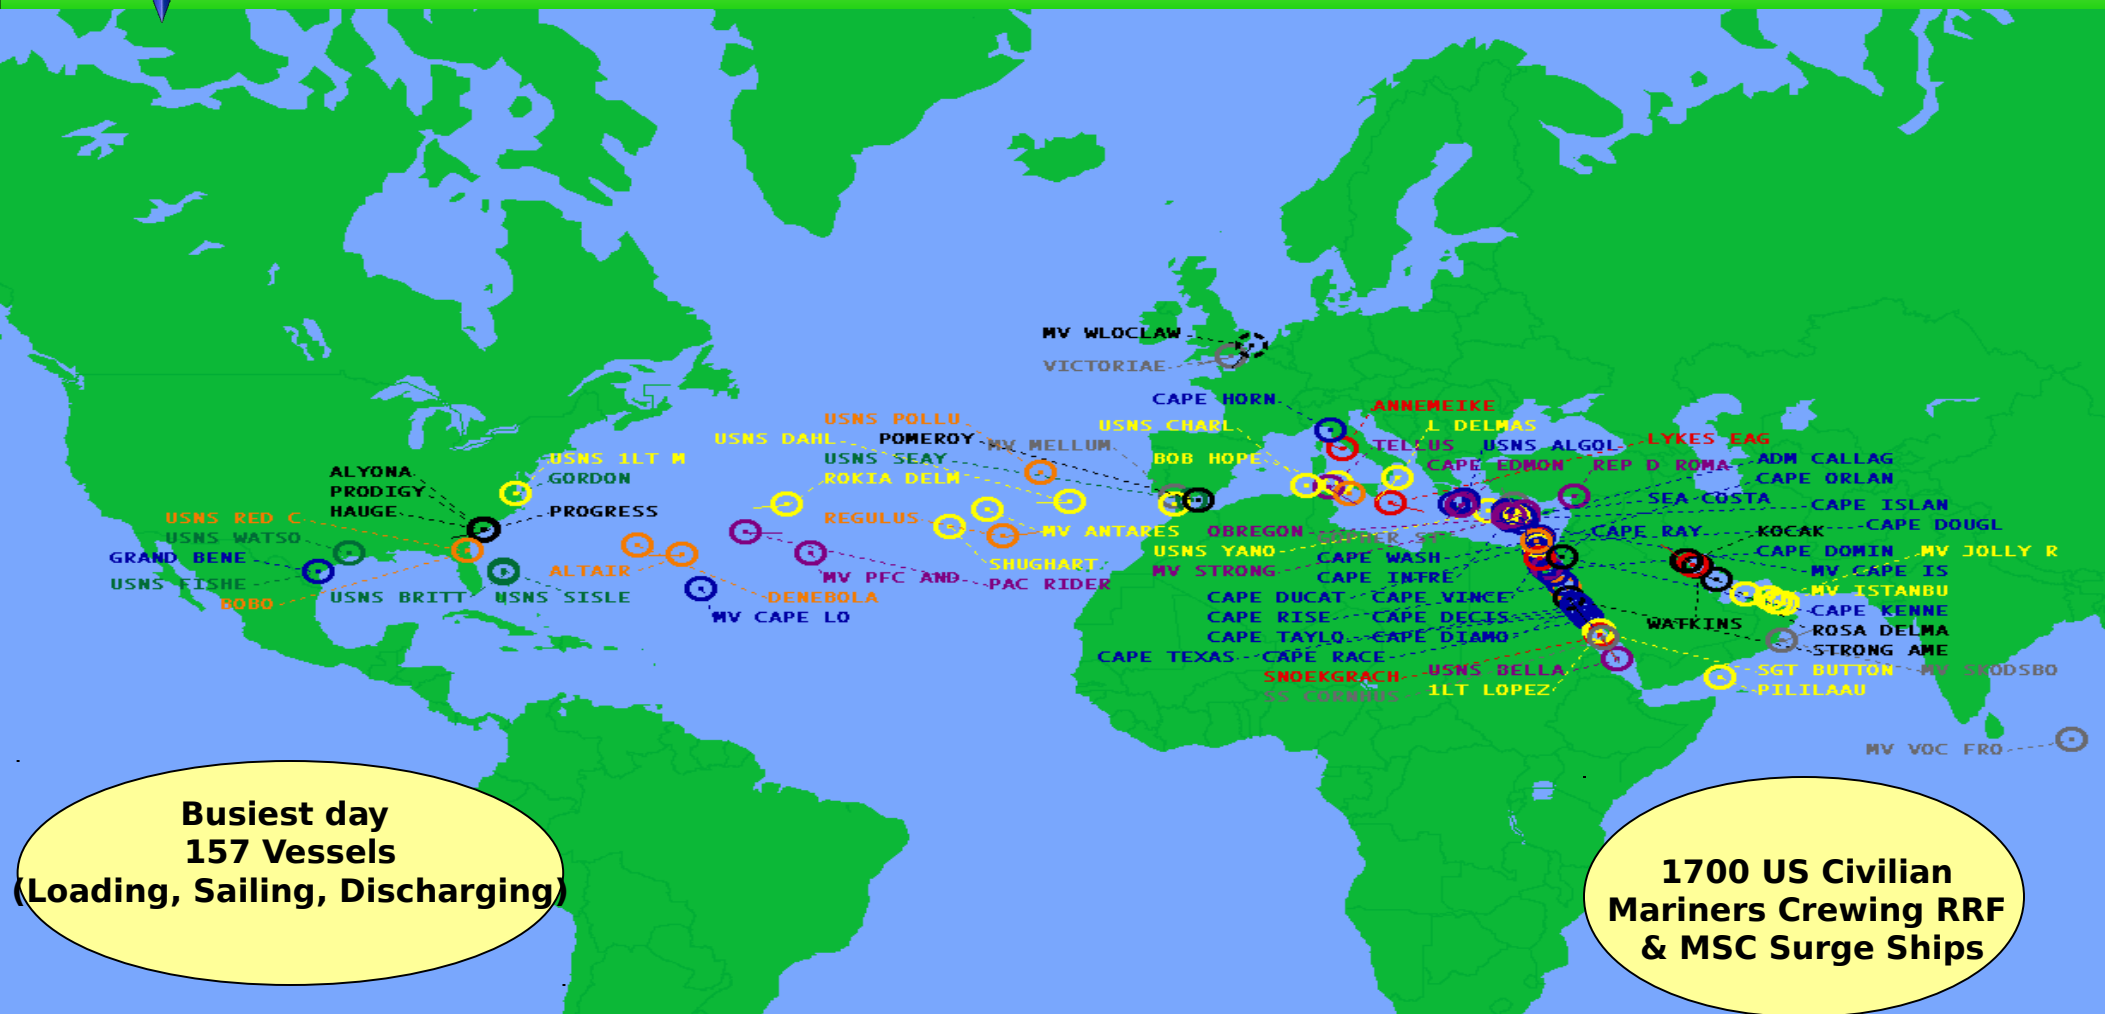 MV WLOCLAW
VICTORIAE
CAPE HORN
ANNEMEIKE
USNS POLLU
USNS CHARL
L DELMAS
USNS DAHL
POMEROY
MV MELLUM
TELLUS
USNS ALGOL
LYKES EAG
USNS 1LT M
USNS SEAY
BOB HOPE
CAPE EDMON
REP D ROMA
ADM CALLAG
ALYONA
GORDON
ROKIA DELM
CAPE ORLAN
PRODIGY
SEA COSTA
HAUGE
PROGRESS
CAPE ISLAN
USNS RED C
REGULUS
MV ANTARES
OBREGON
GOPHER ST
CAPE RAY
KOCAK
CAPE DOUGL
USNS WATSO
GRAND BENE
USNS YANO
CAPE WASH
CAPE DOMIN
MV JOLLY R
ALTAIR
SHUGHART
MV STRONG
MV CAPE IS
USNS FISHE
MV PFC AND
PAC RIDER
CAPE INTRE
MV ISTANBU
BOBO
USNS BRITT
USNS SISLE
DENEBOLA
CAPE DUCAT
CAPE VINCE
CAPE KENNE
MV CAPE LO
CAPE RISE
CAPE DECIS
WATKINS
ROSA DELMA
CAPE TAYLO
CAPE DIAMO
STRONG AME
CAPE TEXAS
CAPE RACE
USNS BELLA
SGT BUTTON
MV SKODSBO
SNOEKGRACH
SS CORNHUS
1LT LOPEZ
PILILAAU
MV VOC FRO
Busiest day
157 Vessels
(Loading, Sailing, Discharging)
1700 US Civilian
Mariners Crewing RRF
& MSC Surge Ships